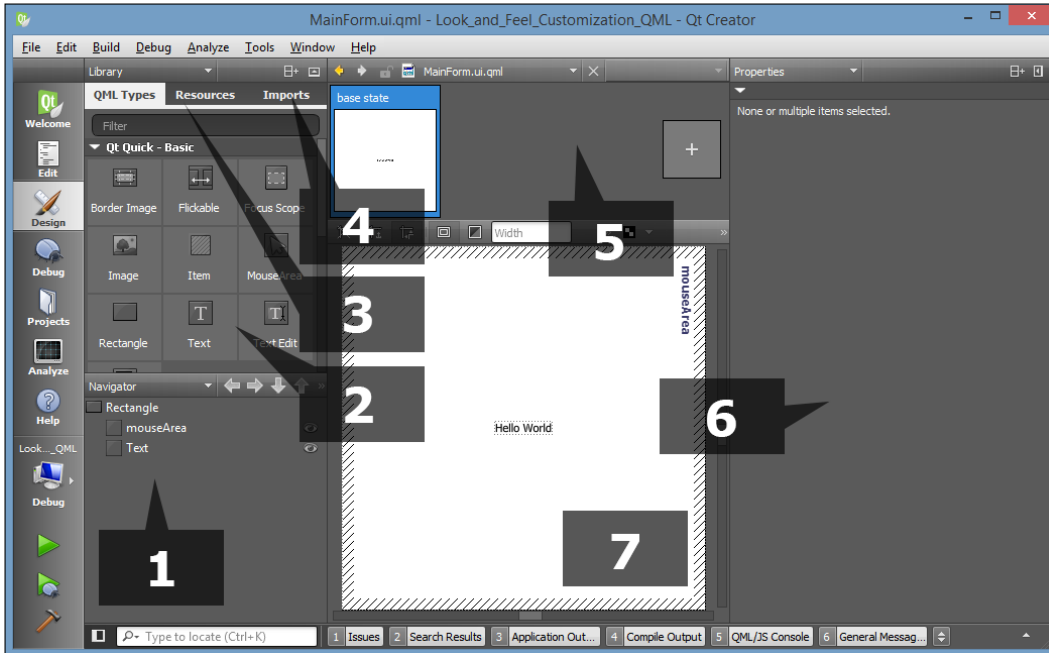 MainForm.ui.qml - Look_and_Feel_Customization_QML - Qt Creator
File Edit Build Debug Analyze Tools Window Help
Library MainForm.ui.qml Properties
QML Types Resources Imports
base state
None or multiple items selected.
Filter
Qt Quick - Basic
Border Image Flickable Focus Scope
Image Item MouseArea
Rectangle Text Text Edit
Welcome
Edit
Design
Debug
Projects
Analyze
Help
Look..._QML
Debug
Navigator
Rectangle
mouseArea
Text
Width
mouseArea
Hello World
4
5
3
2
6
1
7
Type to locate (Ctrl+K)
1 Issues 2 Search Results 3 Application Out... 4 Compile Output 5 QML/JS Console 6 General Messag...